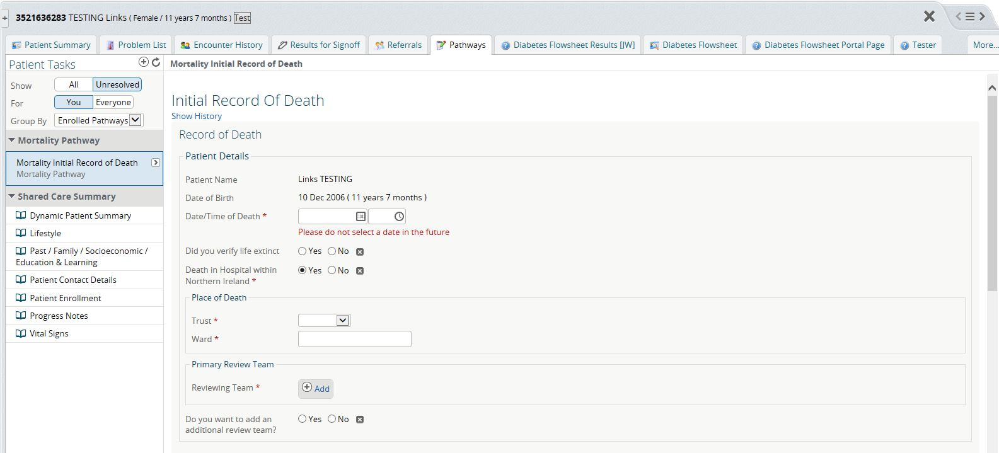 3521636283 TESTING Links ( Female / 11 years 7 months ) Test
Patient Summary
Problem List
Encounter History
Results for Signoff
Referrals
Pathways
Diabetes Flowsheet Results [JW]
Diabetes Flowsheet
Diabetes Flowsheet Portal Page
Tester
More...
Patient Tasks
Show All Unresolved
For You Everyone
Group By Enrolled Pathways
Mortality Pathway
Mortality Initial Record of Death
Mortality Pathway
Shared Care Summary
Dynamic Patient Summary
Lifestyle
Past / Family / Socioeconomic /
Education & Learning
Patient Contact Details
Patient Enrollment
Progress Notes
Vital Signs
Mortality Initial Record of Death
Initial Record Of Death
Show History
Record of Death
Patient Details
Patient Name Links TESTING
Date of Birth 10 Dec 2006 ( 11 years 7 months )
Date/Time of Death *
Please do not select a date in the future
Did you verify life extinct Yes No
Death in Hospital within
Northern Ireland * Yes No
Place of Death
Trust *
Ward *
Primary Review Team
Reviewing Team * Add
Do you want to add an
additional review team? Yes No